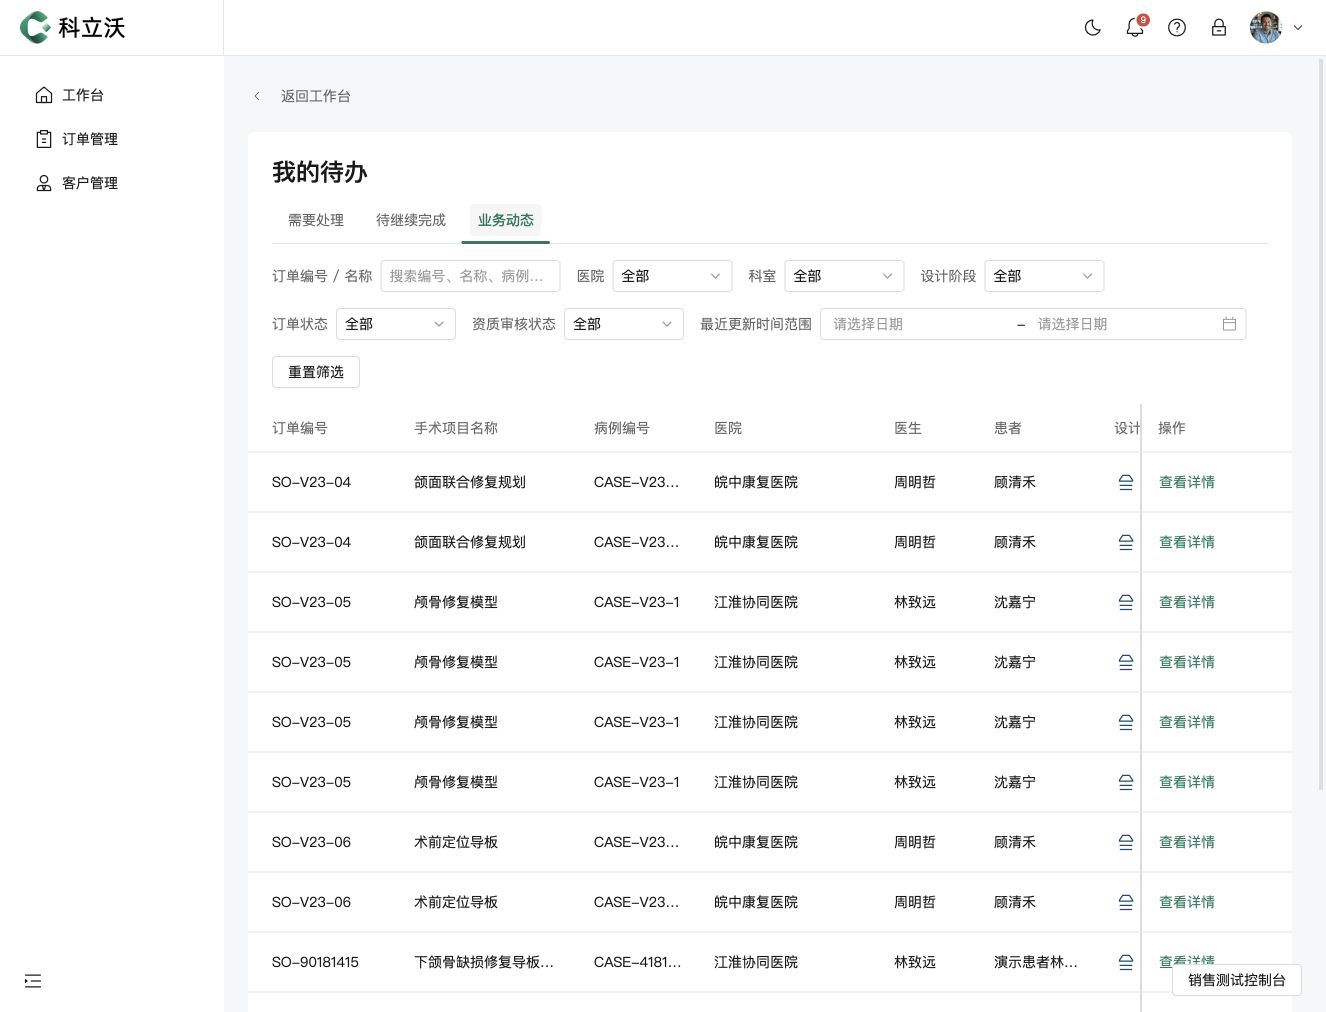 科立沃
9
工作台
订单管理
客户管理
返回工作台
我的待办
需要处理 待继续完成 业务动态
订单编号 / 名称 搜索编号、名称、病例... 医院 全部 科室 全部 设计阶段 全部
订单状态 全部 资质审核状态 全部 最近更新时间范围 请选择日期 – 请选择日期
重置筛选
订单编号 手术项目名称 病例编号 医院 医生 患者 设计 操作
SO-V23-04 颌面联合修复规划 CASE-V23... 皖中康复医院 周明哲 顾清禾 查看详情
SO-V23-04 颌面联合修复规划 CASE-V23... 皖中康复医院 周明哲 顾清禾 查看详情
SO-V23-05 颅骨修复模型 CASE-V23-1 江淮协同医院 林致远 沈嘉宁 查看详情
SO-V23-05 颅骨修复模型 CASE-V23-1 江淮协同医院 林致远 沈嘉宁 查看详情
SO-V23-05 颅骨修复模型 CASE-V23-1 江淮协同医院 林致远 沈嘉宁 查看详情
SO-V23-05 颅骨修复模型 CASE-V23-1 江淮协同医院 林致远 沈嘉宁 查看详情
SO-V23-06 术前定位导板 CASE-V23... 皖中康复医院 周明哲 顾清禾 查看详情
SO-V23-06 术前定位导板 CASE-V23... 皖中康复医院 周明哲 顾清禾 查看详情
SO-90181415 下颌骨缺损修复导板... CASE-4181... 江淮协同医院 林致远 演示患者林... 查看详情
销售测试控制台